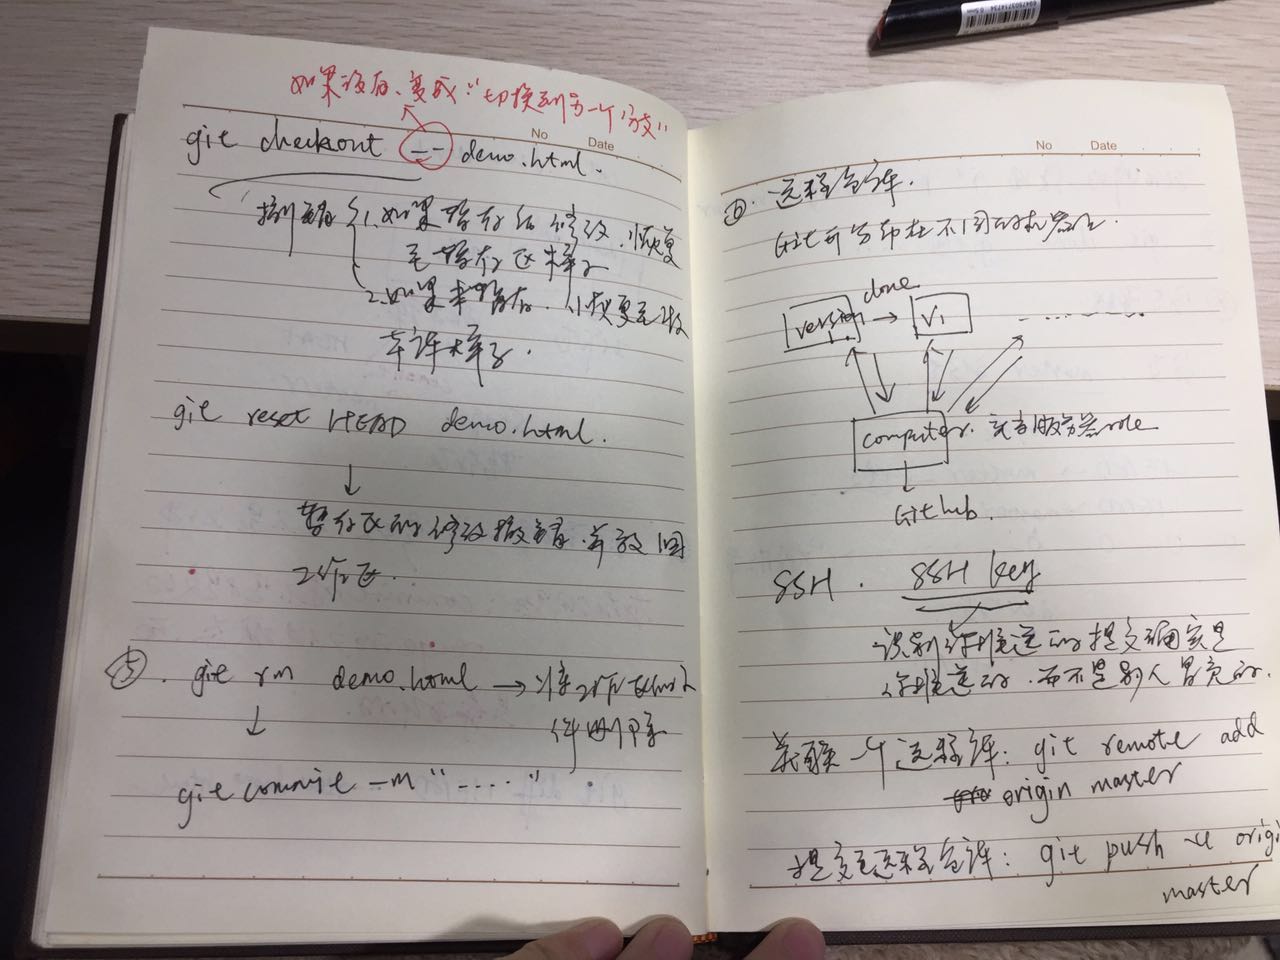 如果没有、变成:"切换到另一个分支"
No Date
git checkout -- demo.html.
撤销 1. 如果暂存后修改、恢复
至暂存区样子
2. 如果未暂存、恢复至版
本库样子.
git reset HEAD demo.html.
↓
暂存区的修改撤销.并放回
工作区.
⑤. git rm demo.html → 将工作区的文
件删除
↓
git commit -m "...."
No Date
⑥. 远程仓库.
Git可分布在不同的机器上.
clone
version 1. → V1
computer. 充当服务器role
Github.
SSH. SSH key
识别你推送的提交确实是
你推送的.而不是别人冒充的.
关联一个远程库: git remote add
origin master
提交至远程仓库: git push -u origi
master